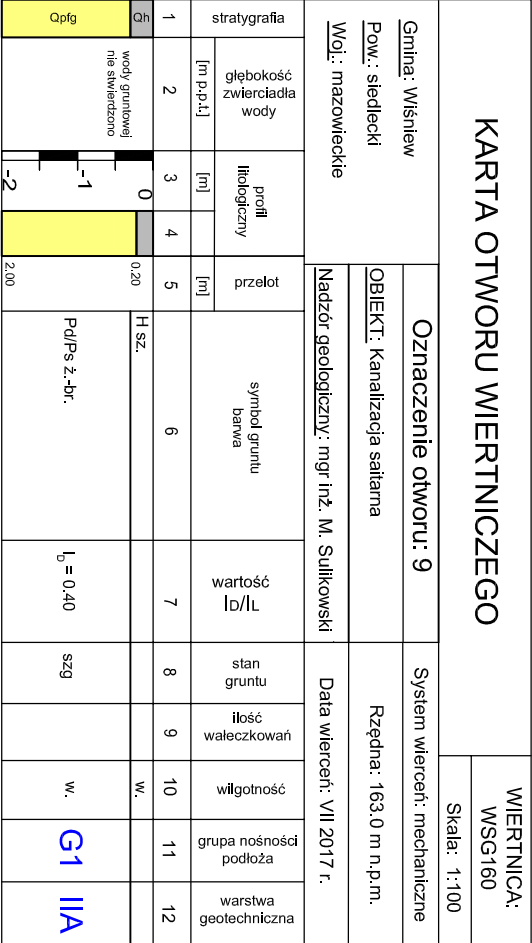 KARTA OTWORU WIERTNICZEGO
WIERTNICA:
WSG160
Skala: 1:100
Gmina: Wiśniew
Pow.: siedlecki
Woj.: mazowieckie
Oznaczenie otworu: 9
System wierceń: mechaniczne
OBIEKT: Kanalizacja saitarna
Rzędna: 163.0 m n.p.m.
Nadzór geologiczny: mgr inż. M. Sulikowski
Data wierceń: VII 2017 r.
stratygrafia
głębokość
zwierciadła
wody
[m p.p.t.]
profil
litologiczny
[m]
przelot
[m]
symbol gruntu
barwa
wartość
ID/IL
stan
gruntu
ilość
wałeczkowań
wilgotność
grupa nośności
podłoża
warstwa
geotechniczna
1 2 3 4 5 6 7 8 9 10 11 12
Qh
0
0.20
H sz.
w.
Qpfg
wody gruntowej
nie stwierdzono
-1
-2
2.00
Pd/Ps ż.-br.
ID = 0.40
szg
w.
G1
IIA